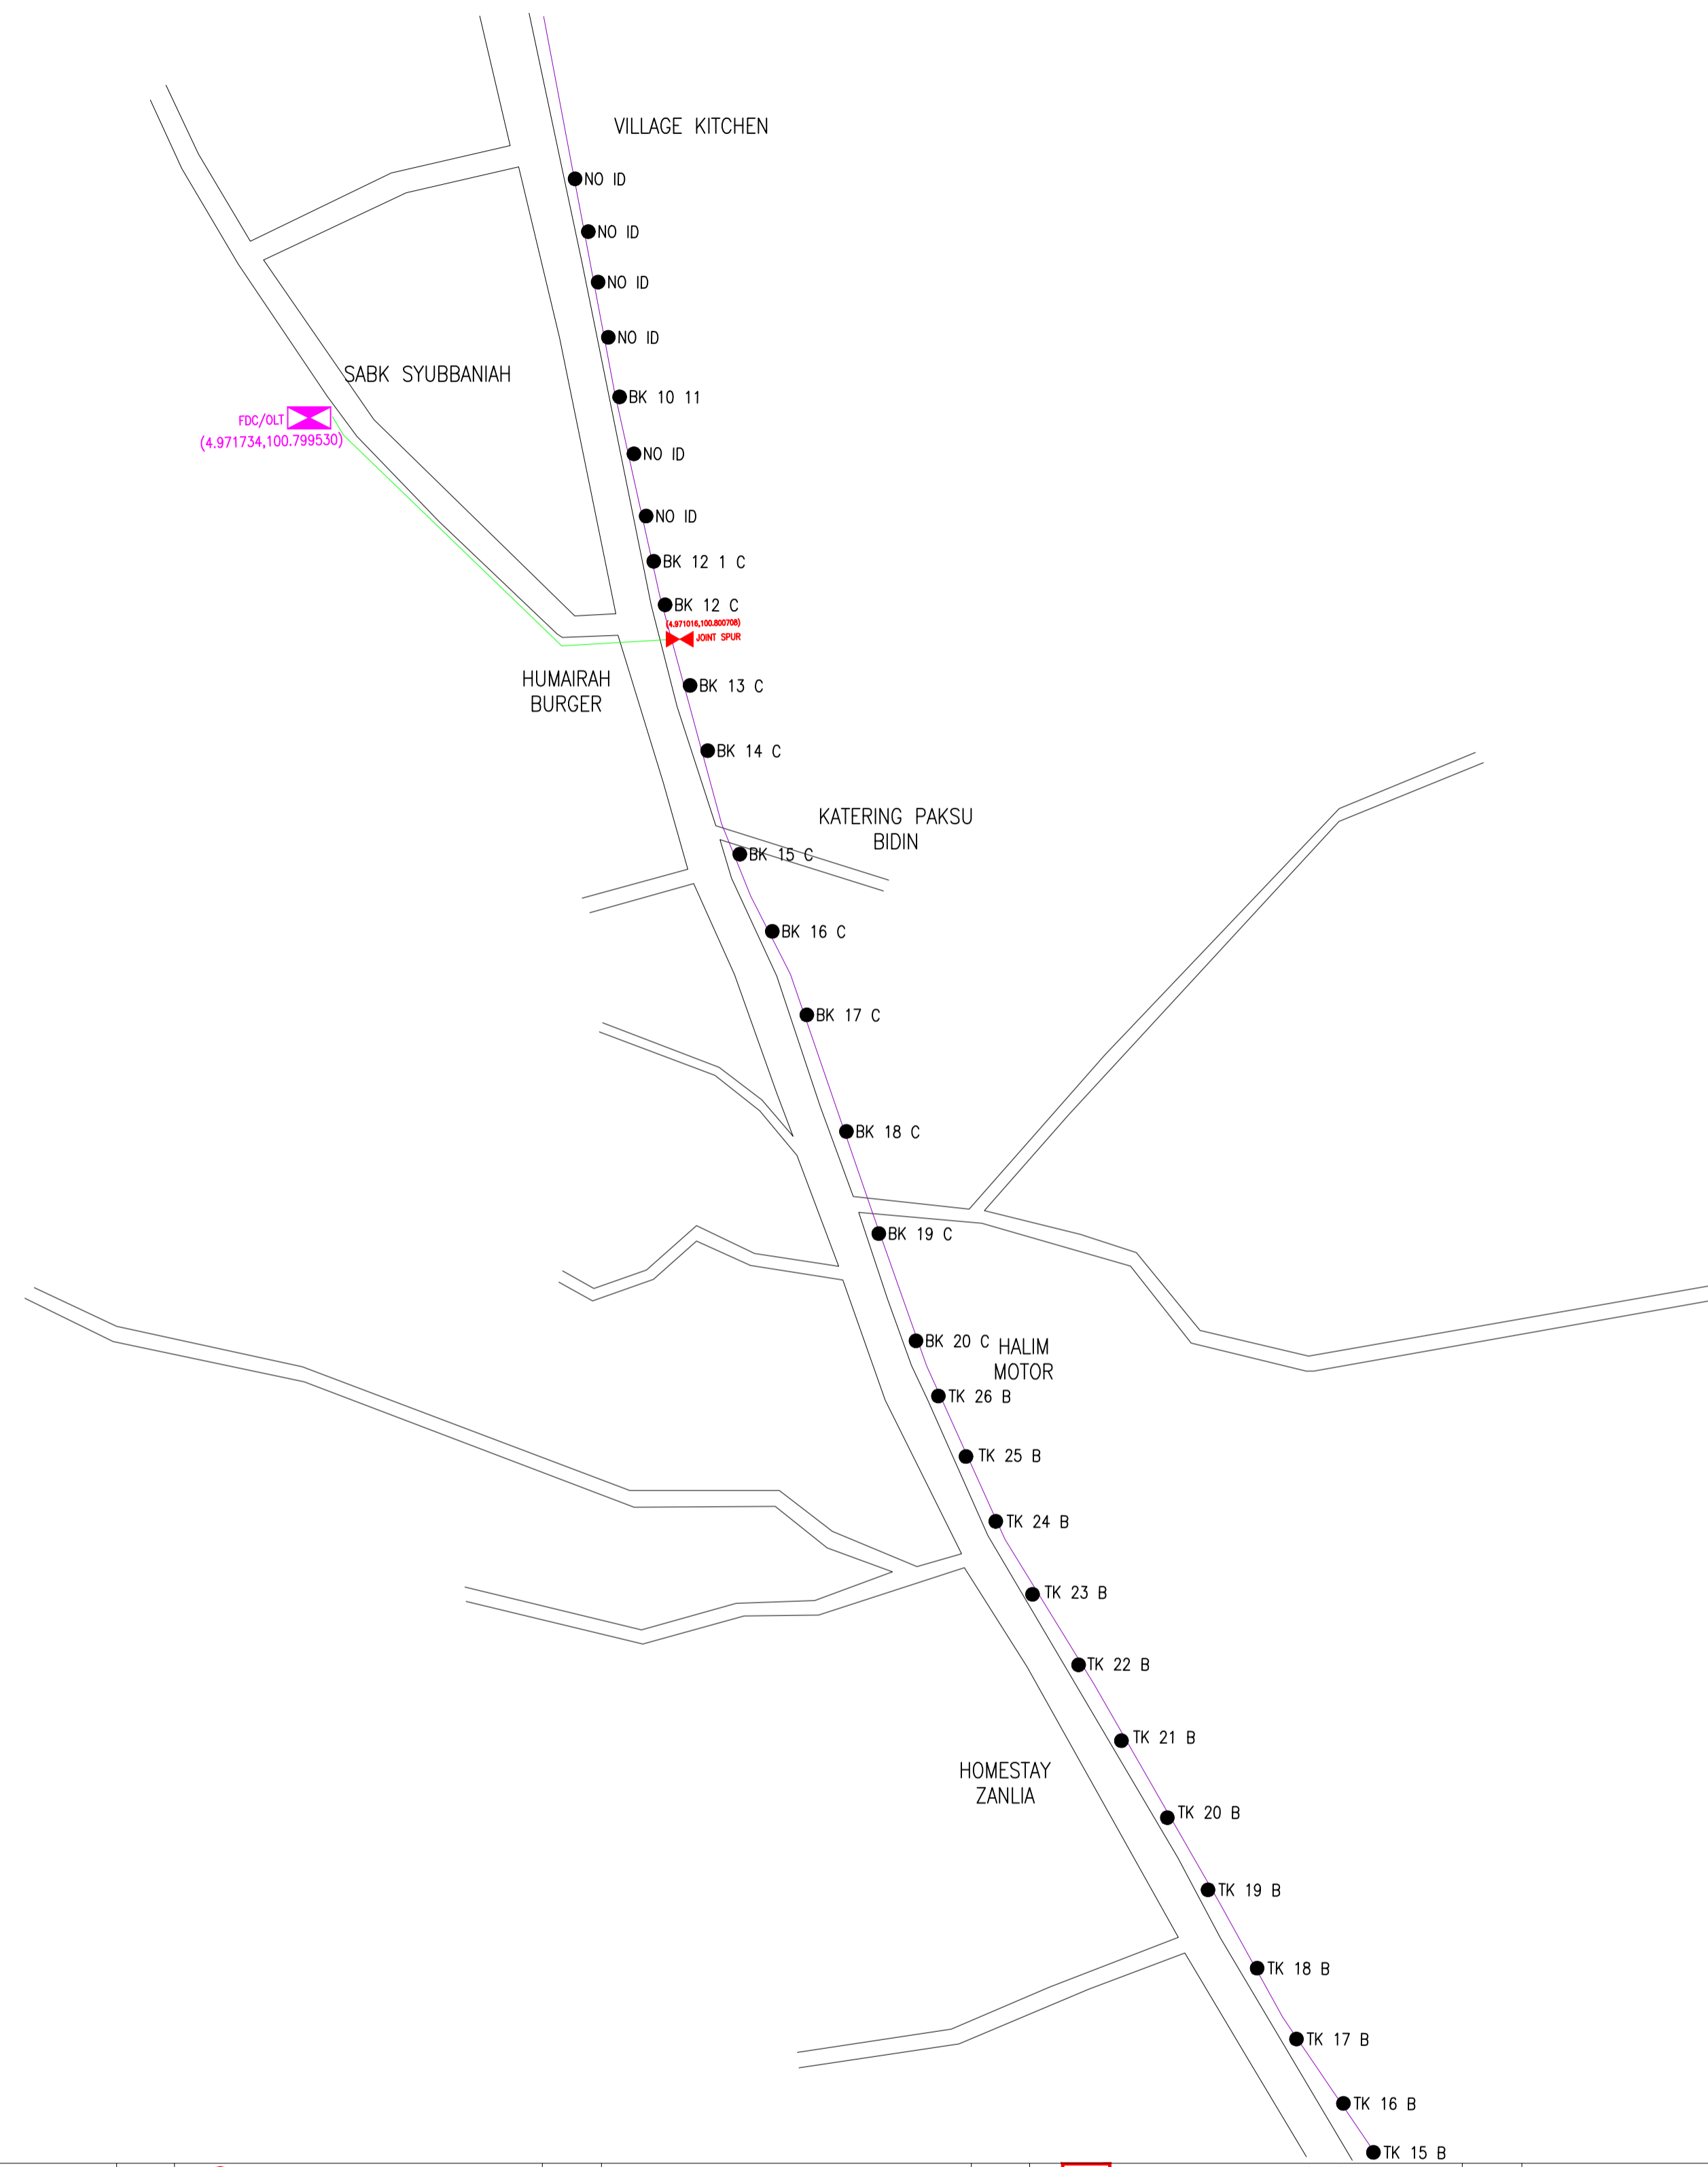 VILLAGE KITCHEN
NO ID
NO ID
NO ID
NO ID
SABK SYUBBANIAH
BK 10 11
FDC/OLT
(4.971734,100.799530)
NO ID
NO ID
BK 12 1 C
BK 12 C
(4.971016,100.800708)
JOINT SPUR
HUMAIRAH
BURGER
BK 13 C
BK 14 C
KATERING PAKSU
BIDIN
BK 15 C
BK 16 C
BK 17 C
BK 18 C
BK 19 C
BK 20 C
HALIM
MOTOR
TK 26 B
TK 25 B
TK 24 B
TK 23 B
TK 22 B
TK 21 B
HOMESTAY
ZANLIA
TK 20 B
TK 19 B
TK 18 B
TK 17 B
TK 16 B
TK 15 B